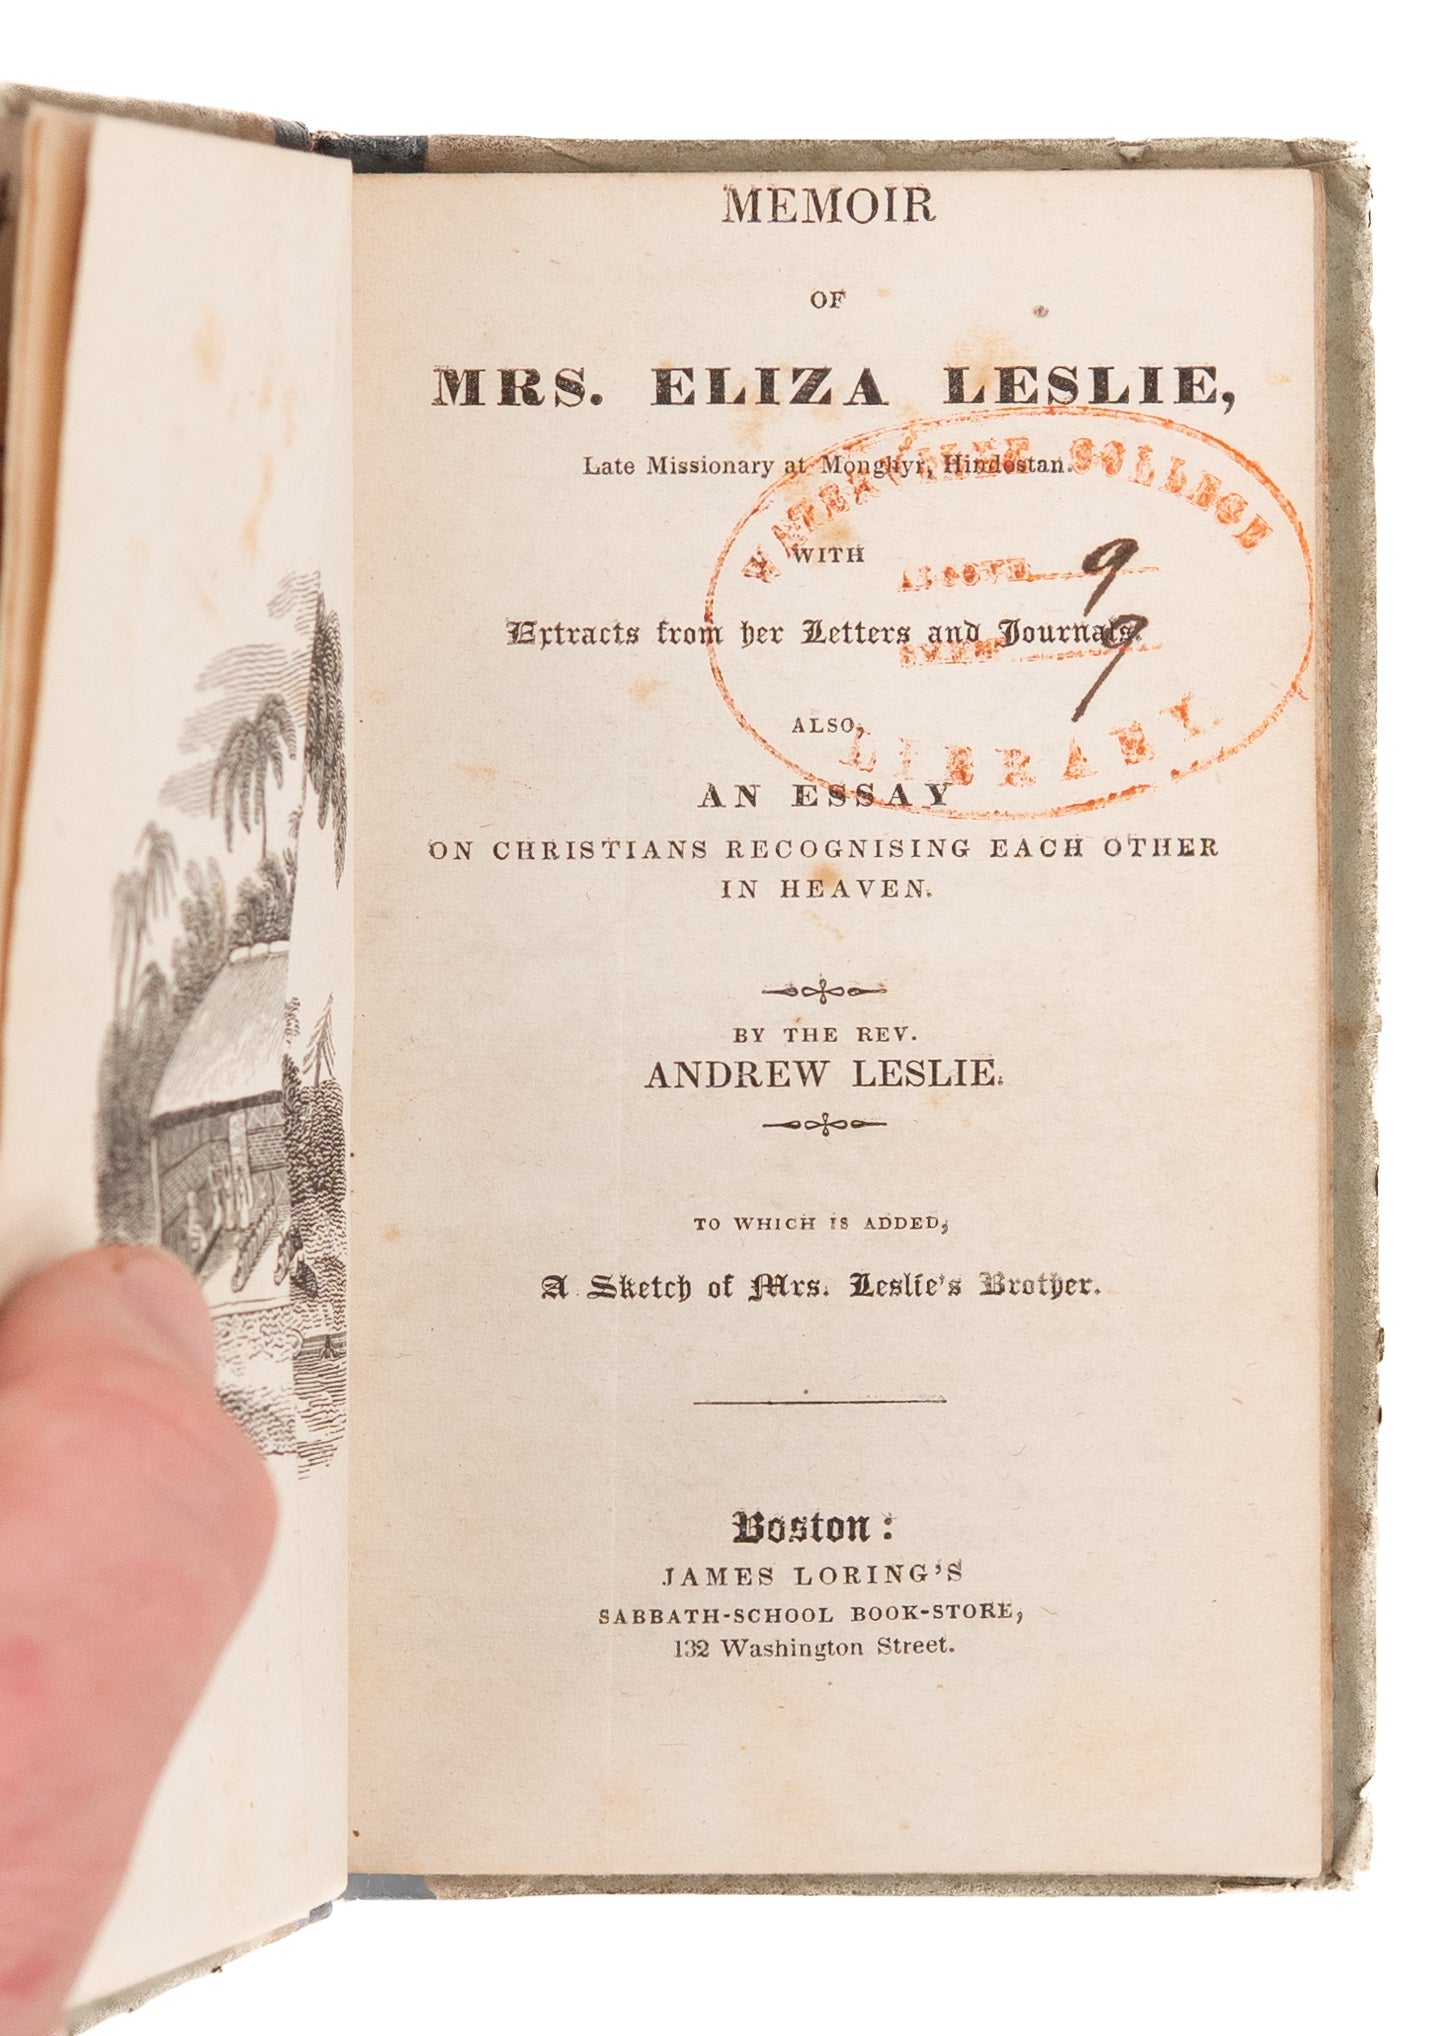 MEMOIR
OF
MRS. ELIZA LESLIE,
Late Missionary at Monghyr, Hindostan.
WITH
Extracts from her Letters and Journals.
ALSO,
AN ESSAY
ON CHRISTIANS RECOGNISING EACH OTHER
IN HEAVEN.
BY THE REV.
ANDREW LESLIE.
TO WHICH IS ADDED,
A Sketch of Mrs. Leslie's Brother.
Boston:
JAMES LORING'S
SABBATH-SCHOOL BOOK-STORE,
132 Washington Street.
WATERVILLE COLLEGE
9
9
LIBRARY